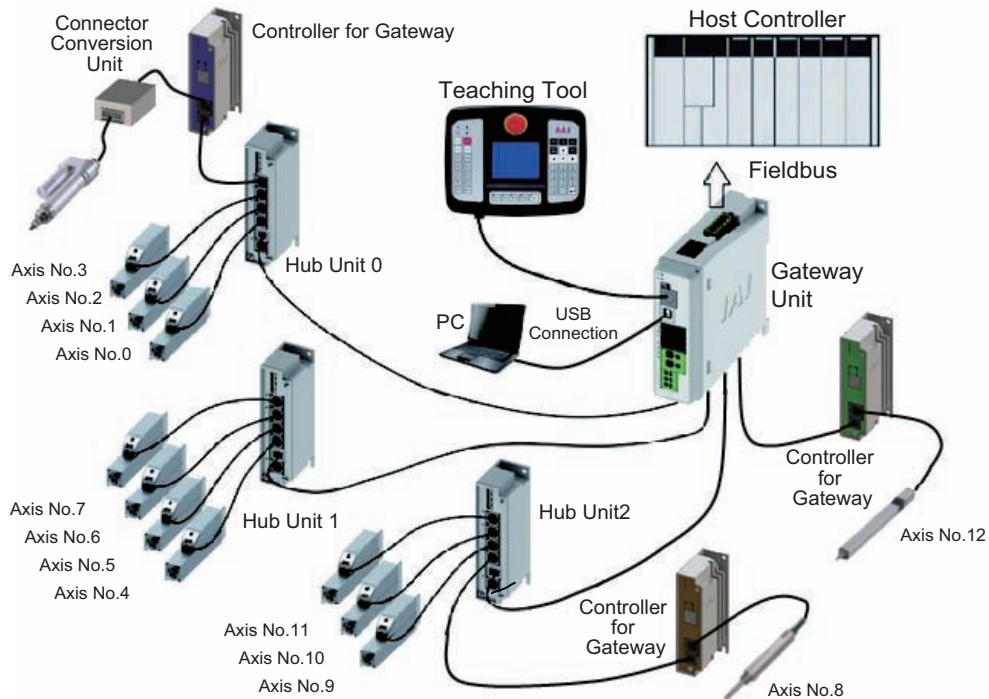 Connector
Conversion
Unit
Controller for Gateway
Host Controller
Teaching Tool
Fieldbus
Hub Unit 0
Gateway
Unit
Axis No.3
Axis No.2
Axis No.1
Axis No.0
PC
USB
Connection
IAI
Controller
for
Gateway
Axis No.12
Axis No.7
Axis No.6
Axis No.5
Axis No.4
Hub Unit 1
Hub Unit2
Axis No.11
Axis No.10
Axis No.9
Controller
for
Gateway
Axis No.8